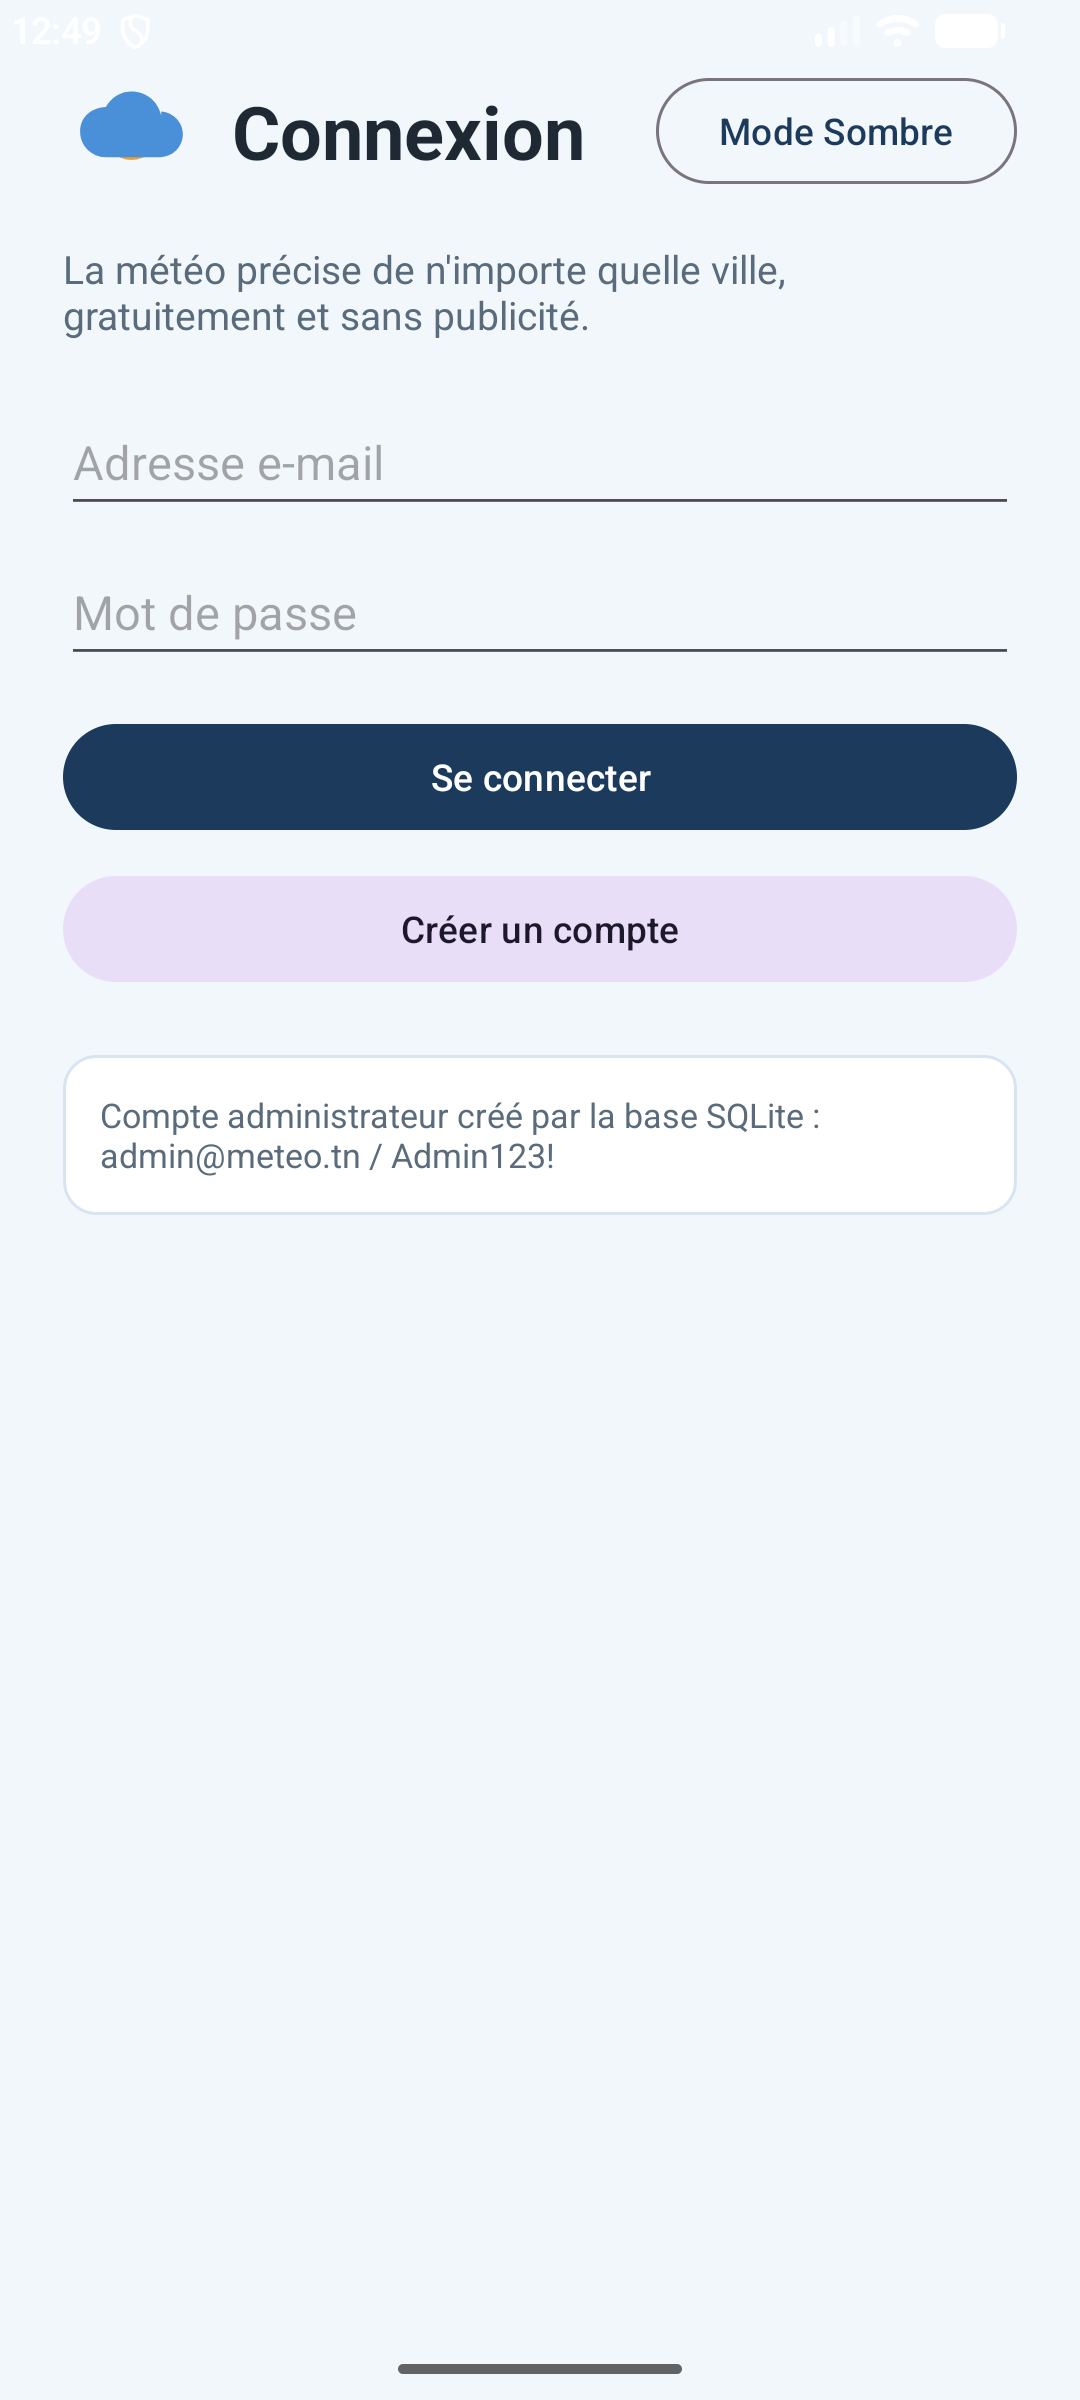 12:49
Connexion
Mode Sombre
La météo précise de n'importe quelle ville,
gratuitement et sans publicité.
Adresse e-mail
Mot de passe
Se connecter
Créer un compte
Compte administrateur créé par la base SQLite :
admin@meteo.tn / Admin123!